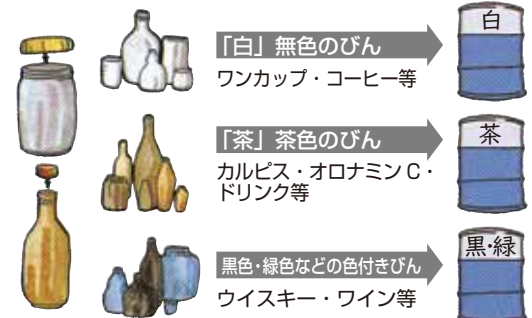 「白」無色のびん
ワンカップ・コーヒー等
白
「茶」茶色のびん
カルピス・オロナミンC・
ドリンク等
茶
黒色・緑色などの色付きびん
ウイスキー・ワイン等
黒・緑